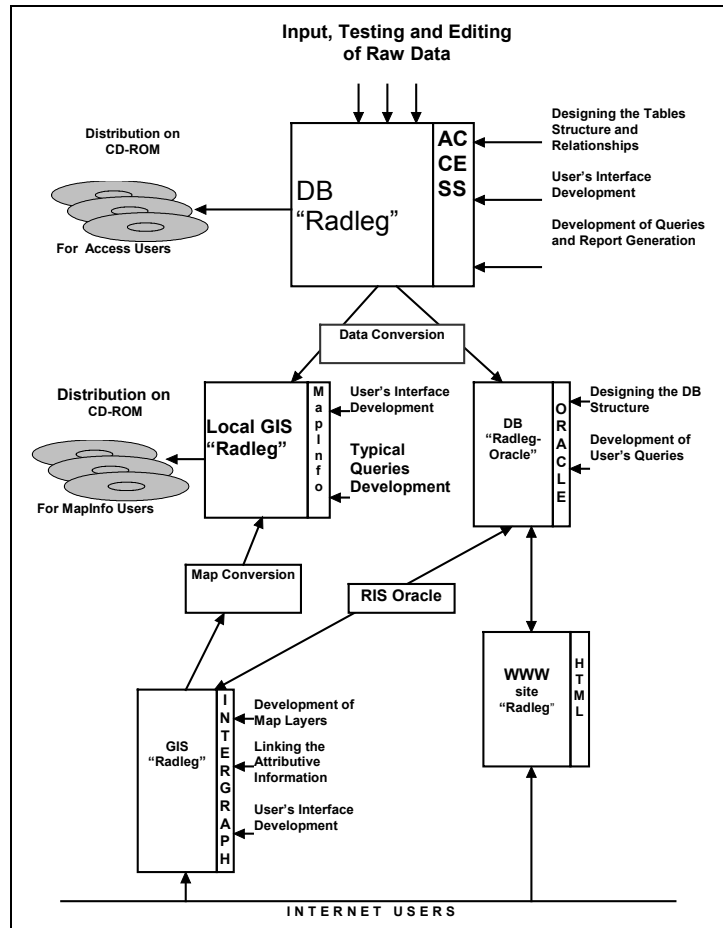 Input, Testing and Editing
of Raw Data
Distribution on
CD-ROM
For Access Users
DB
“Radleg”
AC
CE
SS
Designing the Tables
Structure and
Relationships
User’s Interface
Development
Development of Queries
and Report Generation
Data Conversion
Distribution on
CD-ROM
For MapInfo Users
Local GIS
“Radleg”
M
a
p
I
n
f
o
User’s Interface
Development
Typical
Queries
Development
DB
“Radleg-
Oracle”
O
R
A
C
L
E
Designing the DB
Structure
Development of
User’s Queries
Map Conversion
RIS Oracle
GIS
“Radleg”
I
N
T
E
R
G
R
A
P
H
Development of
Map Layers
Linking the
Attributive
Information
User’s Interface
Development
WWW
site
“Radleg”
H
T
M
L
INTERNET USERS